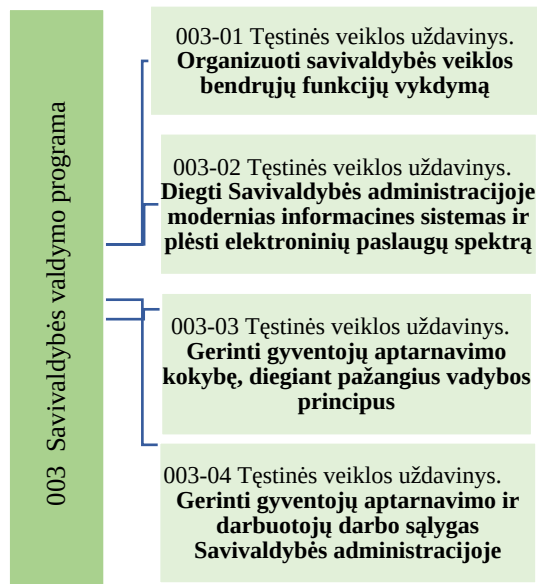 003 Savivaldybės valdymo programa
003-01 Tęstinės veiklos uždavinys.
Organizuoti savivaldybės veiklos
bendrųjų funkcijų vykdymą
003-02 Tęstinės veiklos uždavinys.
Diegti Savivaldybės administracijoje
modernias informacines sistemas ir
plėsti elektroninių paslaugų spektrą
003-03 Tęstinės veiklos uždavinys.
Gerinti gyventojų aptarnavimo
kokybę, diegiant pažangius vadybos
principus
003-04 Tęstinės veiklos uždavinys.
Gerinti gyventojų aptarnavimo ir
darbuotojų darbo sąlygas
Savivaldybės administracijoje